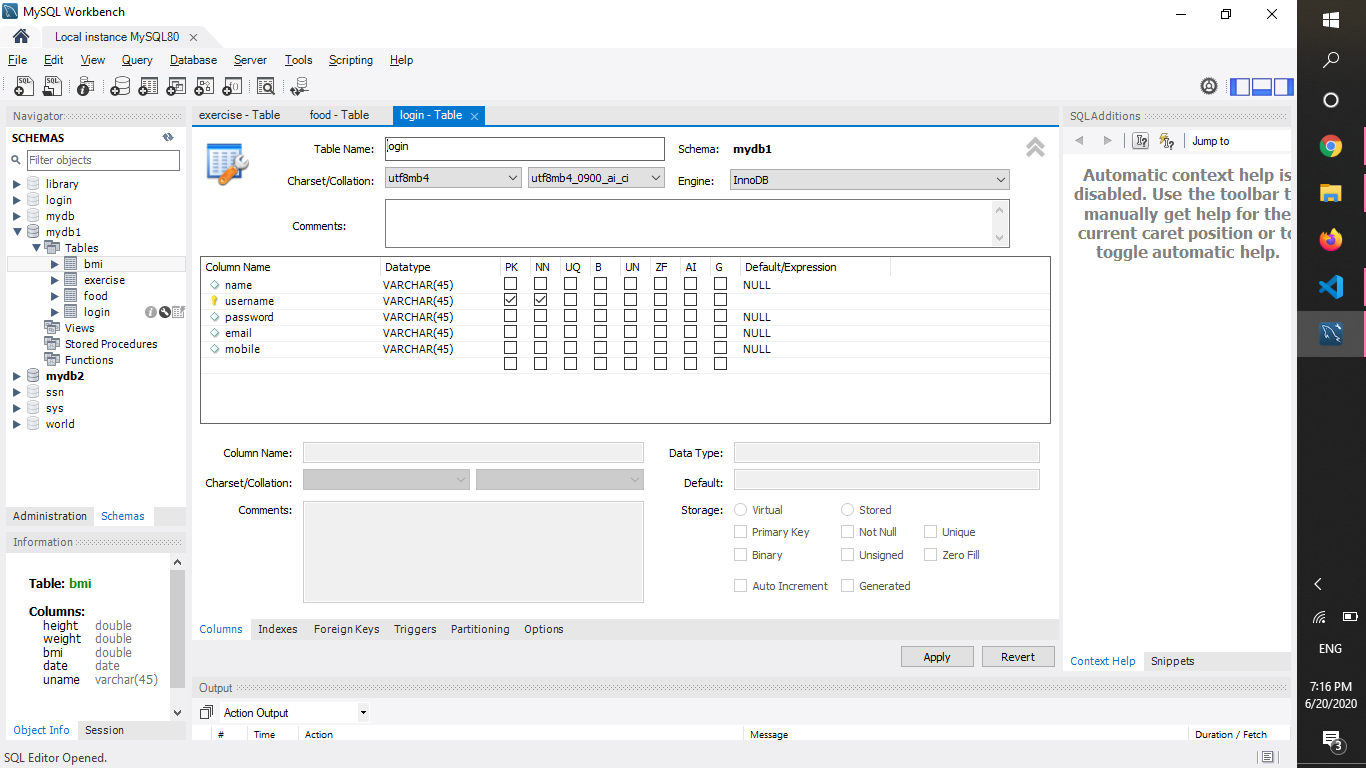 MySQL Workbench
Local instance MySQL80
File Edit View Query Database Server Tools Scripting Help
Navigator
SCHEMAS
Filter objects
library
login
mydb
mydb1
Tables
bmi
exercise
food
login
Views
Stored Procedures
Functions
mydb2
ssn
sys
world
Administration Schemas
Information
Table: bmi
Columns:
height double
weight double
bmi double
date date
uname varchar(45)
Object Info Session
exercise - Table food - Table login - Table
Table Name: login Schema: mydb1
Charset/Collation: utf8mb4 utf8mb4_0900_ai_ci Engine: InnoDB
Comments:
Column Name Datatype PK NN UQ B UN ZF AI G Default/Expression
name VARCHAR(45) NULL
username VARCHAR(45)
password VARCHAR(45) NULL
email VARCHAR(45) NULL
mobile VARCHAR(45) NULL
Column Name: Data Type:
Charset/Collation: Default:
Comments: Storage: Virtual Stored
Primary Key Not Null Unique
Binary Unsigned Zero Fill
Auto Increment Generated
Columns Indexes Foreign Keys Triggers Partitioning Options
Apply Revert
Output
Action Output
# Time Action Message Duration / Fetch
SQL Additions
Jump to
Automatic context help is
disabled. Use the toolbar t
manually get help for the
current caret position or to
toggle automatic help.
Context Help Snippets
SQL Editor Opened.
ENG
7:16 PM
6/20/2020
3